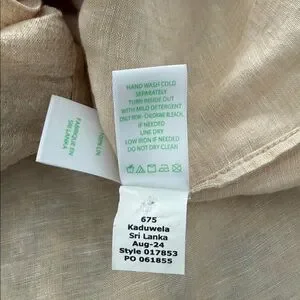 HAND WASH COLD
SEPARATELY
TURN INSIDE OUT
WITH MILD DETERGENT
ONLY NON-CHLORINE BLEACH,
IF NEEDED
LINE DRY
LOW IRON IF NEEDED
DO NOT DRY CLEAN
100% LIN
FABRIQUE EN
SRI LANKA
675
Kaduwela
Sri Lanka
Aug-24
Style 017853
PO 061855